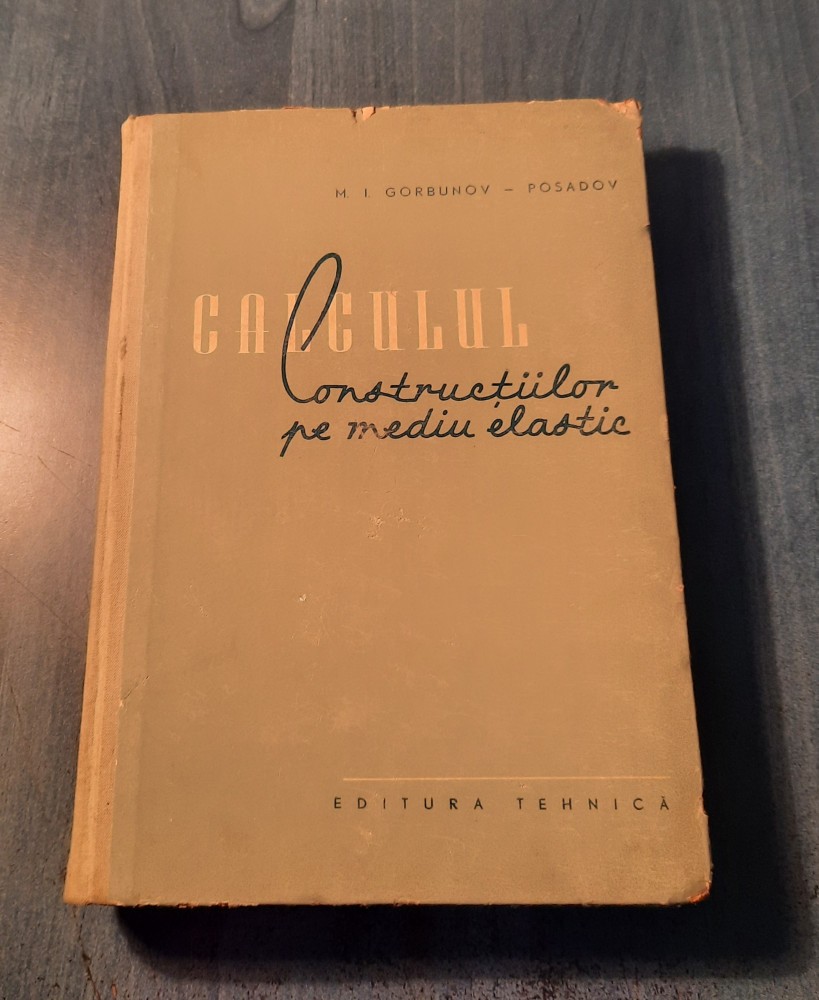 M. I. GORBUNOV – POSADOV
CALCULUL
Construcțiilor
pe mediu elastic
EDITURA TEHNICĂ